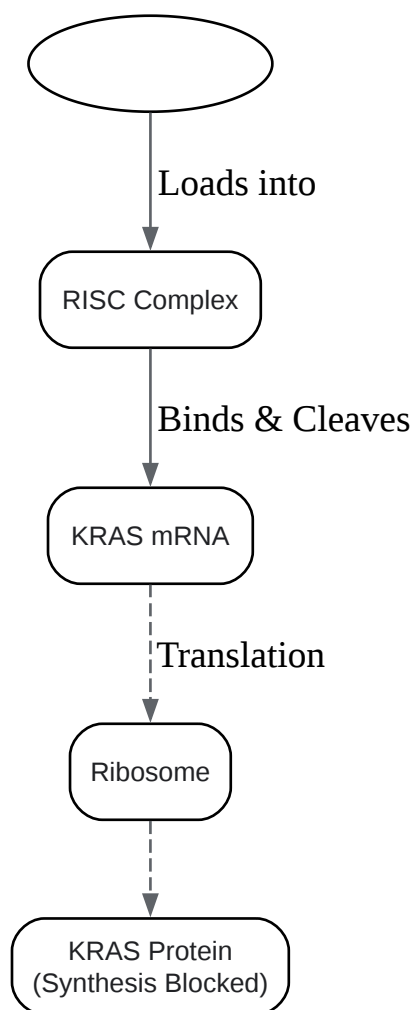 Loads into
RISC Complex
Binds & Cleaves
KRAS mRNA
Translation
Ribosome
KRAS Protein
(Synthesis Blocked)